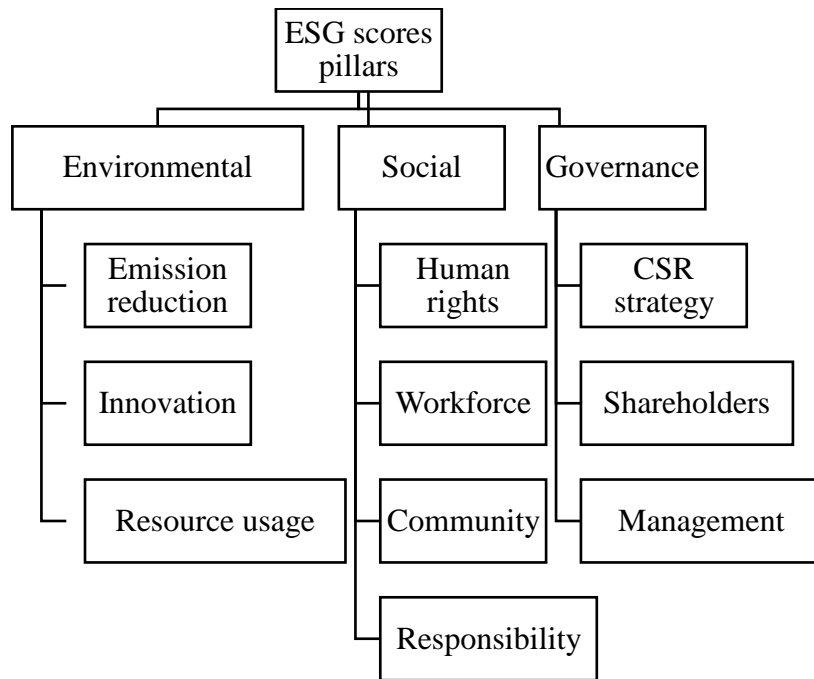 ESG scores
pillars
Environmental
Social
Governance
Emission
reduction
Human
rights
CSR
strategy
Innovation
Workforce
Shareholders
Resource usage
Community
Management
Responsibility